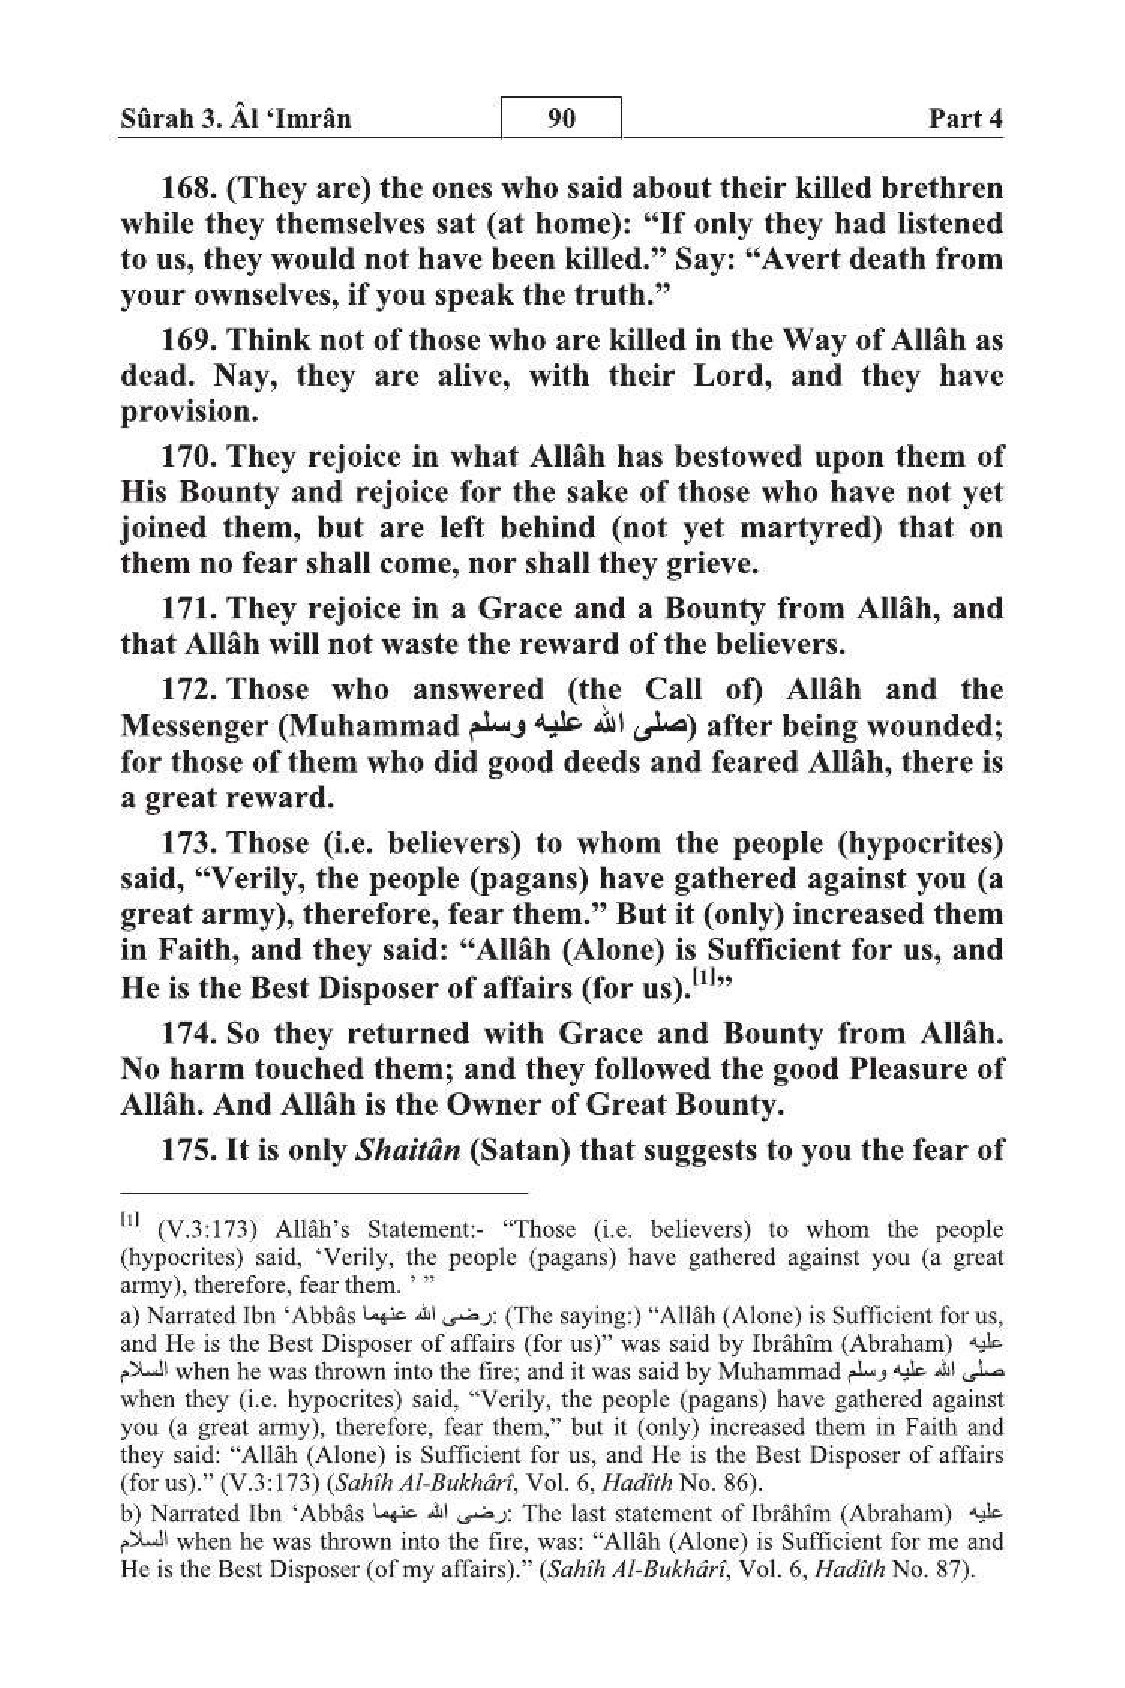 Sûrah 3. Âl ‘Imrân 90 Part 4
168. (They are) the ones who said about their killed brethren
while they themselves sat (at home): “If only they had listened
to us, they would not have been killed.” Say: “Avert death from
your ownselves, if you speak the truth.”
169. Think not of those who are killed in the Way of Allâh as
dead. Nay, they are alive, with their Lord, and they have
provision.
170. They rejoice in what Allâh has bestowed upon them of
His Bounty and rejoice for the sake of those who have not yet
joined them, but are left behind (not yet martyred) that on
them no fear shall come, nor shall they grieve.
171. They rejoice in a Grace and a Bounty from Allâh, and
that Allâh will not waste the reward of the believers.
172. Those who answered (the Call of) Allâh and the
Messenger (Muhammad صلى الله عليه وسلم) after being wounded;
for those of them who did good deeds and feared Allâh, there is
a great reward.
173. Those (i.e. believers) to whom the people (hypocrites)
said, “Verily, the people (pagans) have gathered against you (a
great army), therefore, fear them.” But it (only) increased them
in Faith, and they said: “Allâh (Alone) is Sufficient for us, and
He is the Best Disposer of affairs (for us).[1]”
174. So they returned with Grace and Bounty from Allâh.
No harm touched them; and they followed the good Pleasure of
Allâh. And Allâh is the Owner of Great Bounty.
175. It is only Shaitân (Satan) that suggests to you the fear of
[1] (V.3:173) Allâh’s Statement:- “Those (i.e. believers) to whom the people
(hypocrites) said, ‘Verily, the people (pagans) have gathered against you (a great
army), therefore, fear them. ’ ”
a) Narrated Ibn ‘Abbâs رضى الله عنهما: (The saying:) “Allâh (Alone) is Sufficient for us,
and He is the Best Disposer of affairs (for us)” was said by Ibrâhîm (Abraham) عليه
السلام when he was thrown into the fire; and it was said by Muhammad صلى الله عليه وسلم
when they (i.e. hypocrites) said, “Verily, the people (pagans) have gathered against
you (a great army), therefore, fear them,” but it (only) increased them in Faith and
they said: “Allâh (Alone) is Sufficient for us, and He is the Best Disposer of affairs
(for us).” (V.3:173) (Sahîh Al-Bukhârî, Vol. 6, Hadîth No. 86).
b) Narrated Ibn ‘Abbâs رضى الله عنهما: The last statement of Ibrâhîm (Abraham) عليه
السلام when he was thrown into the fire, was: “Allâh (Alone) is Sufficient for me and
He is the Best Disposer (of my affairs).” (Sahîh Al-Bukhârî, Vol. 6, Hadîth No. 87).